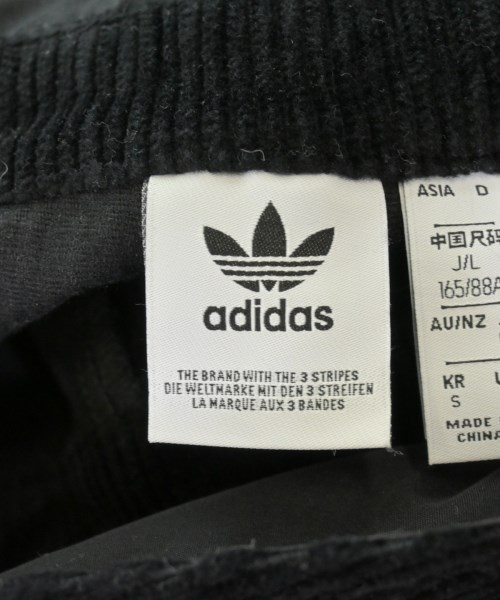 adidas
THE BRAND WITH THE 3 STRIPES
DIE WELTMARKE MIT DEN 3 STREIFEN
LA MARQUE AUX 3 BANDES
ASIA D
中国尺码
J/L
165/88A
AU/NZ
KR U
S
MADE
CHINA